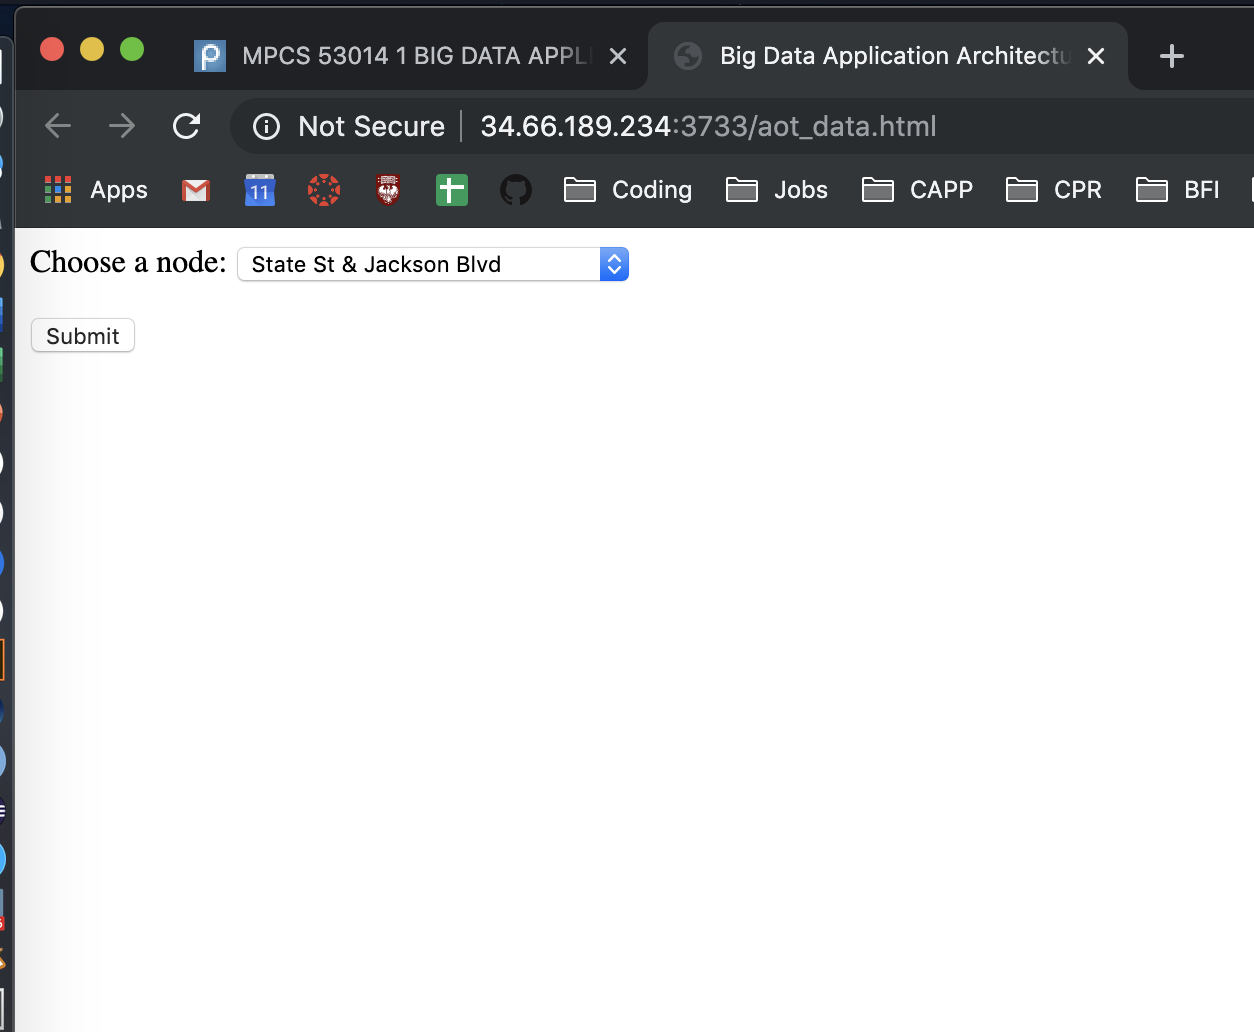 MPCS 53014 1 BIG DATA APPL
Big Data Application Architectu
Not Secure 34.66.189.234:3733/aot_data.html
Apps 11 Coding Jobs CAPP CPR BFI
Choose a node: State St & Jackson Blvd
Submit